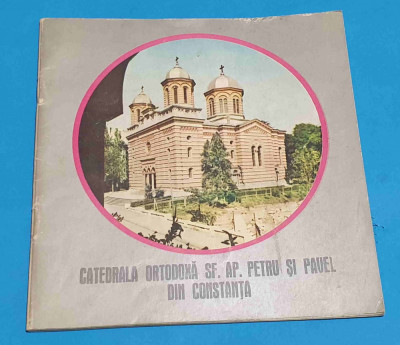 CATEDRALA ORTODOXĂ SF. AP. PETRU ȘI PAVEL
DIN CONSTANȚA